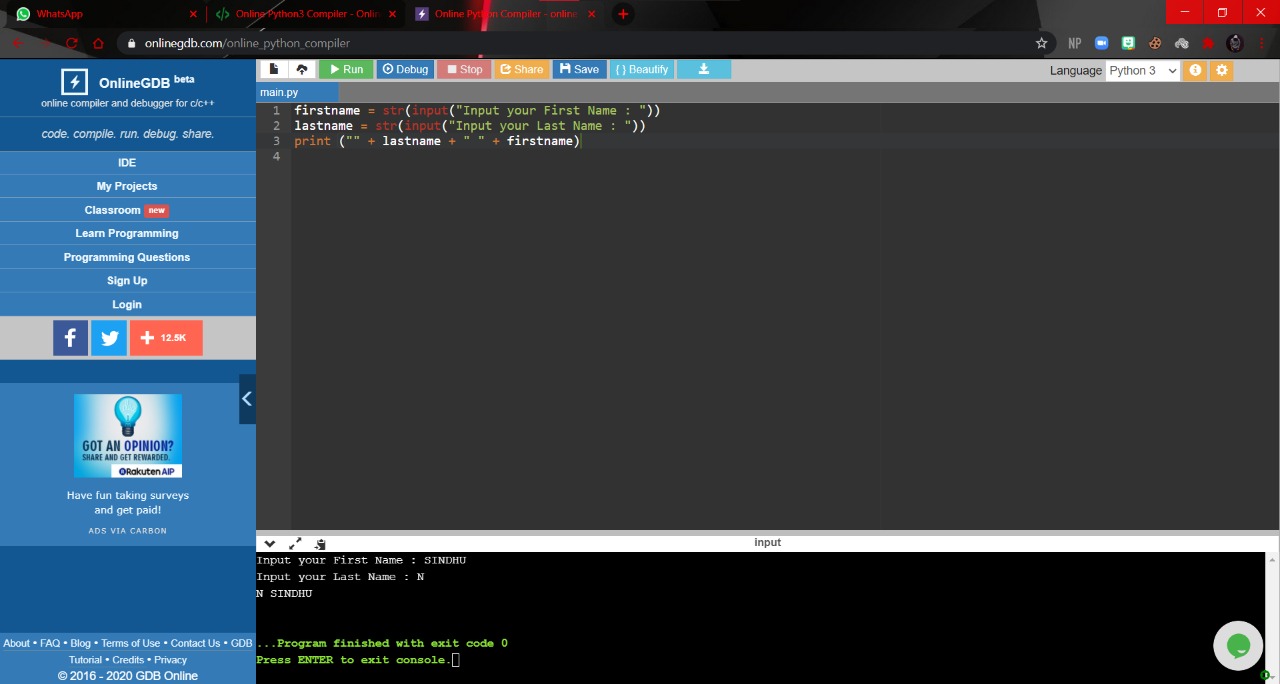 WhatsApp
Online Python3 Compiler - Onlin
Online Python Compiler - online
onlinegdb.com/online_python_compiler
NP
OnlineGDB beta
online compiler and debugger for c/c++
code. compile. run. debug. share.
IDE
My Projects
Classroom new
Learn Programming
Programming Questions
Sign Up
Login
12.5K
GOT AN OPINION?
SHARE AND GET REWARDED.
Rakuten AIP
Have fun taking surveys
and get paid!
ADS VIA CARBON
About • FAQ • Blog • Terms of Use • Contact Us • GDB
Tutorial • Credits • Privacy
© 2016 - 2020 GDB Online
Run Debug Stop Share Save { } Beautify
Language Python 3
main.py
1 firstname = str(input("Input your First Name : "))
2 lastname = str(input("Input your Last Name : "))
3 print ("" + lastname + " " + firstname)
4
input
Input your First Name : SINDHU
Input your Last Name : N
N SINDHU
...Program finished with exit code 0
Press ENTER to exit console.